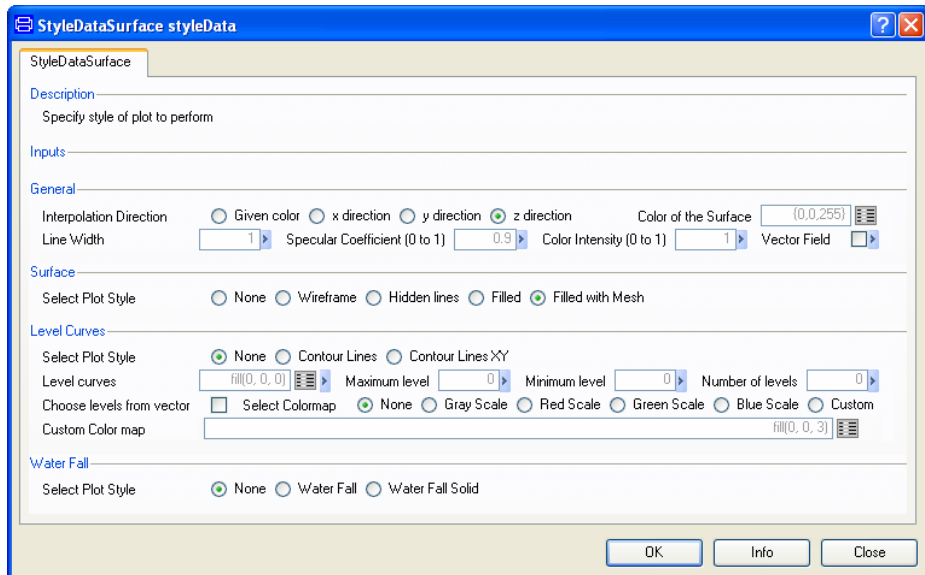 StyleDataSurface styleData
StyleDataSurface
Description
Specify style of plot to perform
Inputs
General
Interpolation Direction Given color x direction y direction z direction Color of the Surface {0,0,255}
Line Width 1 Specular Coefficient (0 to 1) 0.9 Color Intensity (0 to 1) 1 Vector Field
Surface
Select Plot Style None Wireframe Hidden lines Filled Filled with Mesh
Level Curves
Select Plot Style None Contour Lines Contour Lines XY
Level curves fill(0, 0, 0) Maximum level 0 Minimum level 0 Number of levels 0
Choose levels from vector Select Colormap None Gray Scale Red Scale Green Scale Blue Scale Custom
Custom Color map fill(0, 0, 3)
Water Fall
Select Plot Style None Water Fall Water Fall Solid
OK Info Close